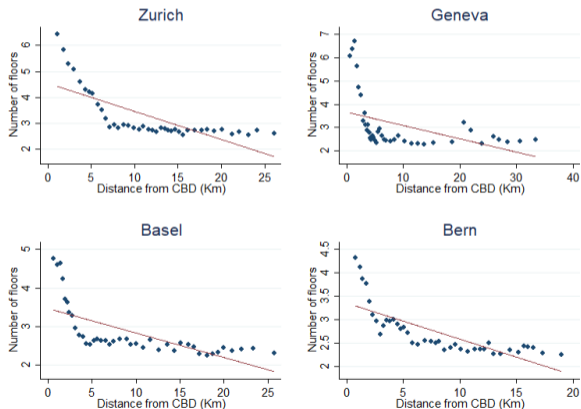 Zurich
Number of floors
2 3 4 5 6
0 5 10 15 20 25
Distance from CBD (Km)
Geneva
Number of floors
2 3 4 5 6 7
0 10 20 30 40
Distance from CBD (Km)
Basel
Number of floors
2 3 4 5
0 5 10 15 20 25
Distance from CBD (Km)
Bern
Number of floors
2 2.5 3 3.5 4 4.5
0 5 10 15 20
Distance from CBD (Km)